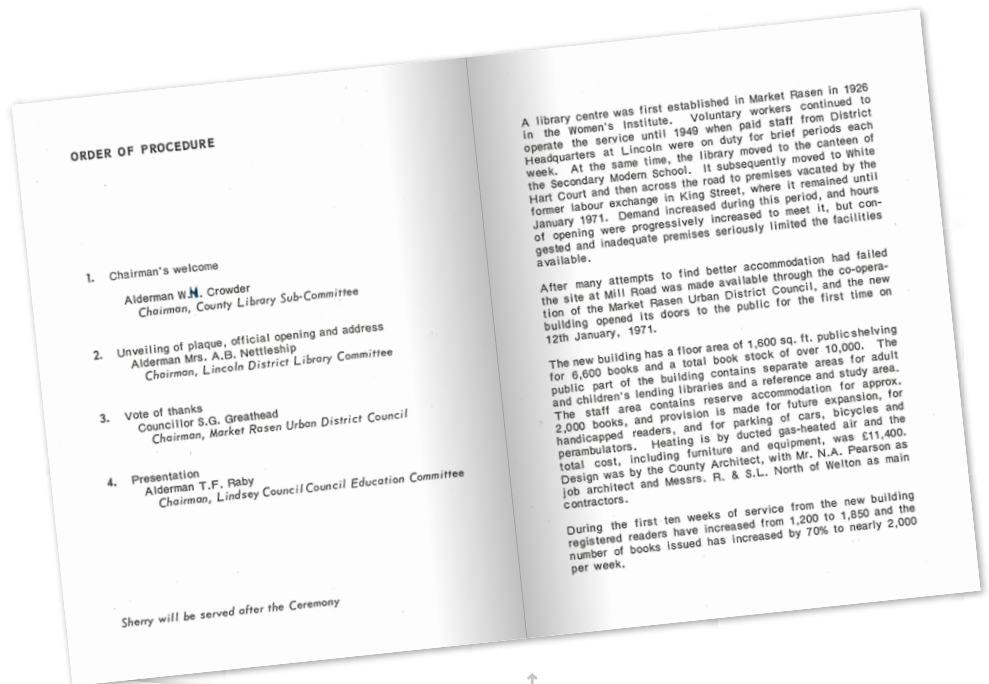 ORDER OF PROCEDURE
1. Chairman's welcome
Alderman W.H. Crowder
Chairman, County Library Sub-Committee
2. Unveiling of plaque, official opening and address
Alderman Mrs. A.B. Nettleship
Chairman, Lincoln District Library Committee
3. Vote of thanks
Councillor S.G. Greathead
Chairman, Market Rasen Urban District Council
4. Presentation
Alderman T.F. Raby
Chairman, Lindsey Council Council Education Committee
Sherry will be served after the Ceremony
A library centre was first established in Market Rasen in 1926
in the Women's Institute. Voluntary workers continued to
operate the service until 1949 when paid staff from District
Headquarters at Lincoln were on duty for brief periods each
week. At the same time, the library moved to the canteen of
the Secondary Modern School. It subsequently moved to White
Hart Court and then across the road to premises vacated by the
former labour exchange in King Street, where it remained until
January 1971. Demand increased during this period, and hours
of opening were progressively increased to meet it, but con-
gested and inadequate premises seriously limited the facilities
available.
After many attempts to find better accommodation had failed
the site at Mill Road was made available through the co-opera-
tion of the Market Rasen Urban District Council, and the new
building opened its doors to the public for the first time on
12th January, 1971.
The new building has a floor area of 1,600 sq. ft. public shelving
for 6,600 books and a total book stock of over 10,000. The
public part of the building contains separate areas for adult
and children's lending libraries and a reference and study area.
The staff area contains reserve accommodation for approx.
2,000 books, and provision is made for future expansion, for
handicapped readers, and for parking of cars, bicycles and
perambulators. Heating is by ducted gas-heated air and the
total cost, including furniture and equipment, was £11,400.
Design was by the County Architect, with Mr. N.A. Pearson as
job architect and Messrs. R. & S.L. North of Welton as main
contractors.
During the first ten weeks of service from the new building
registered readers have increased from 1,200 to 1,850 and the
number of books issued has increased by 70% to nearly 2,000
per week.